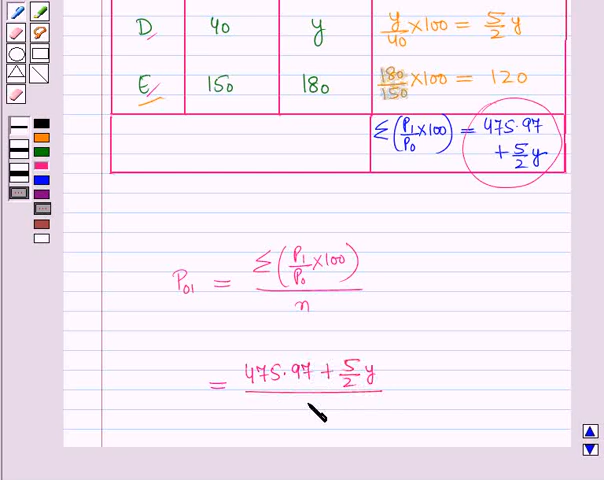 D 40 y y/40 ×100 = 5/2 y
E 150 180 180/150 ×100 = 120
Σ(P₁/P₀ ×100) = 475.97 + 5/2 y
P₀₁ = Σ(P₁/P₀ ×100) / n
= 475.97 + 5/2 y